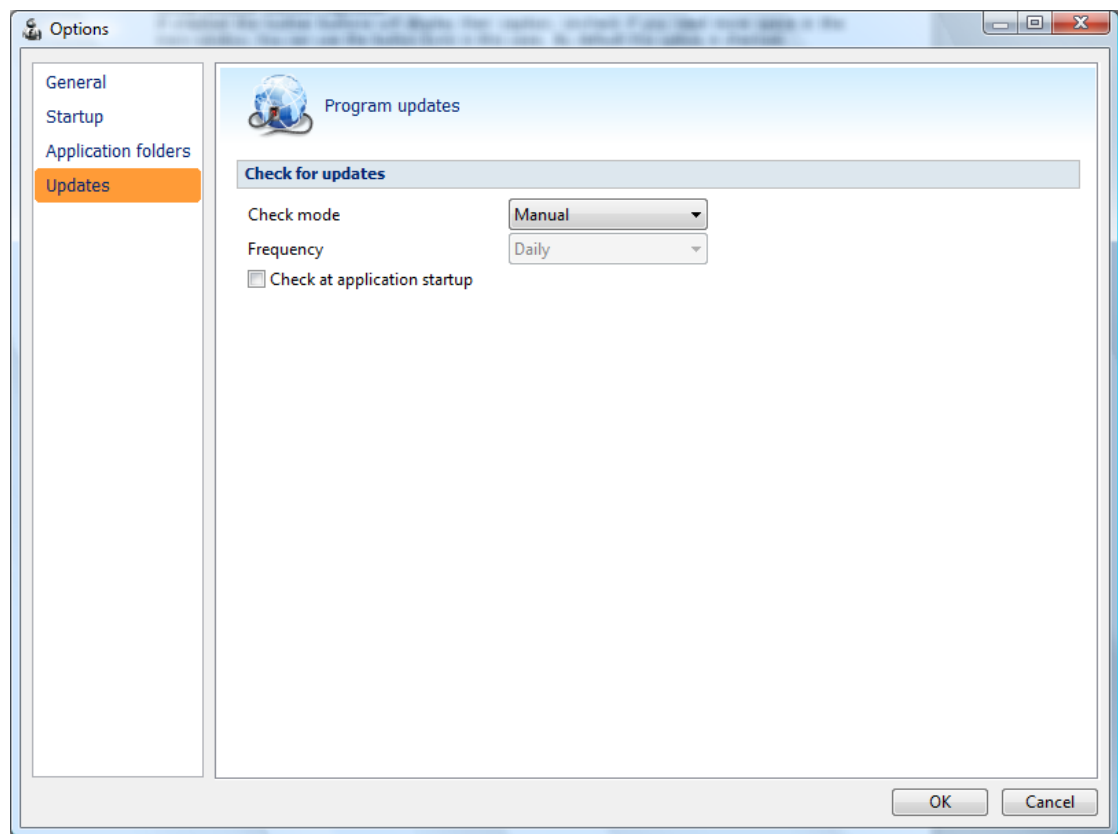 Options
General
Startup
Application folders
Updates
Program updates
Check for updates
Check mode Manual
Frequency Daily
Check at application startup
OK Cancel